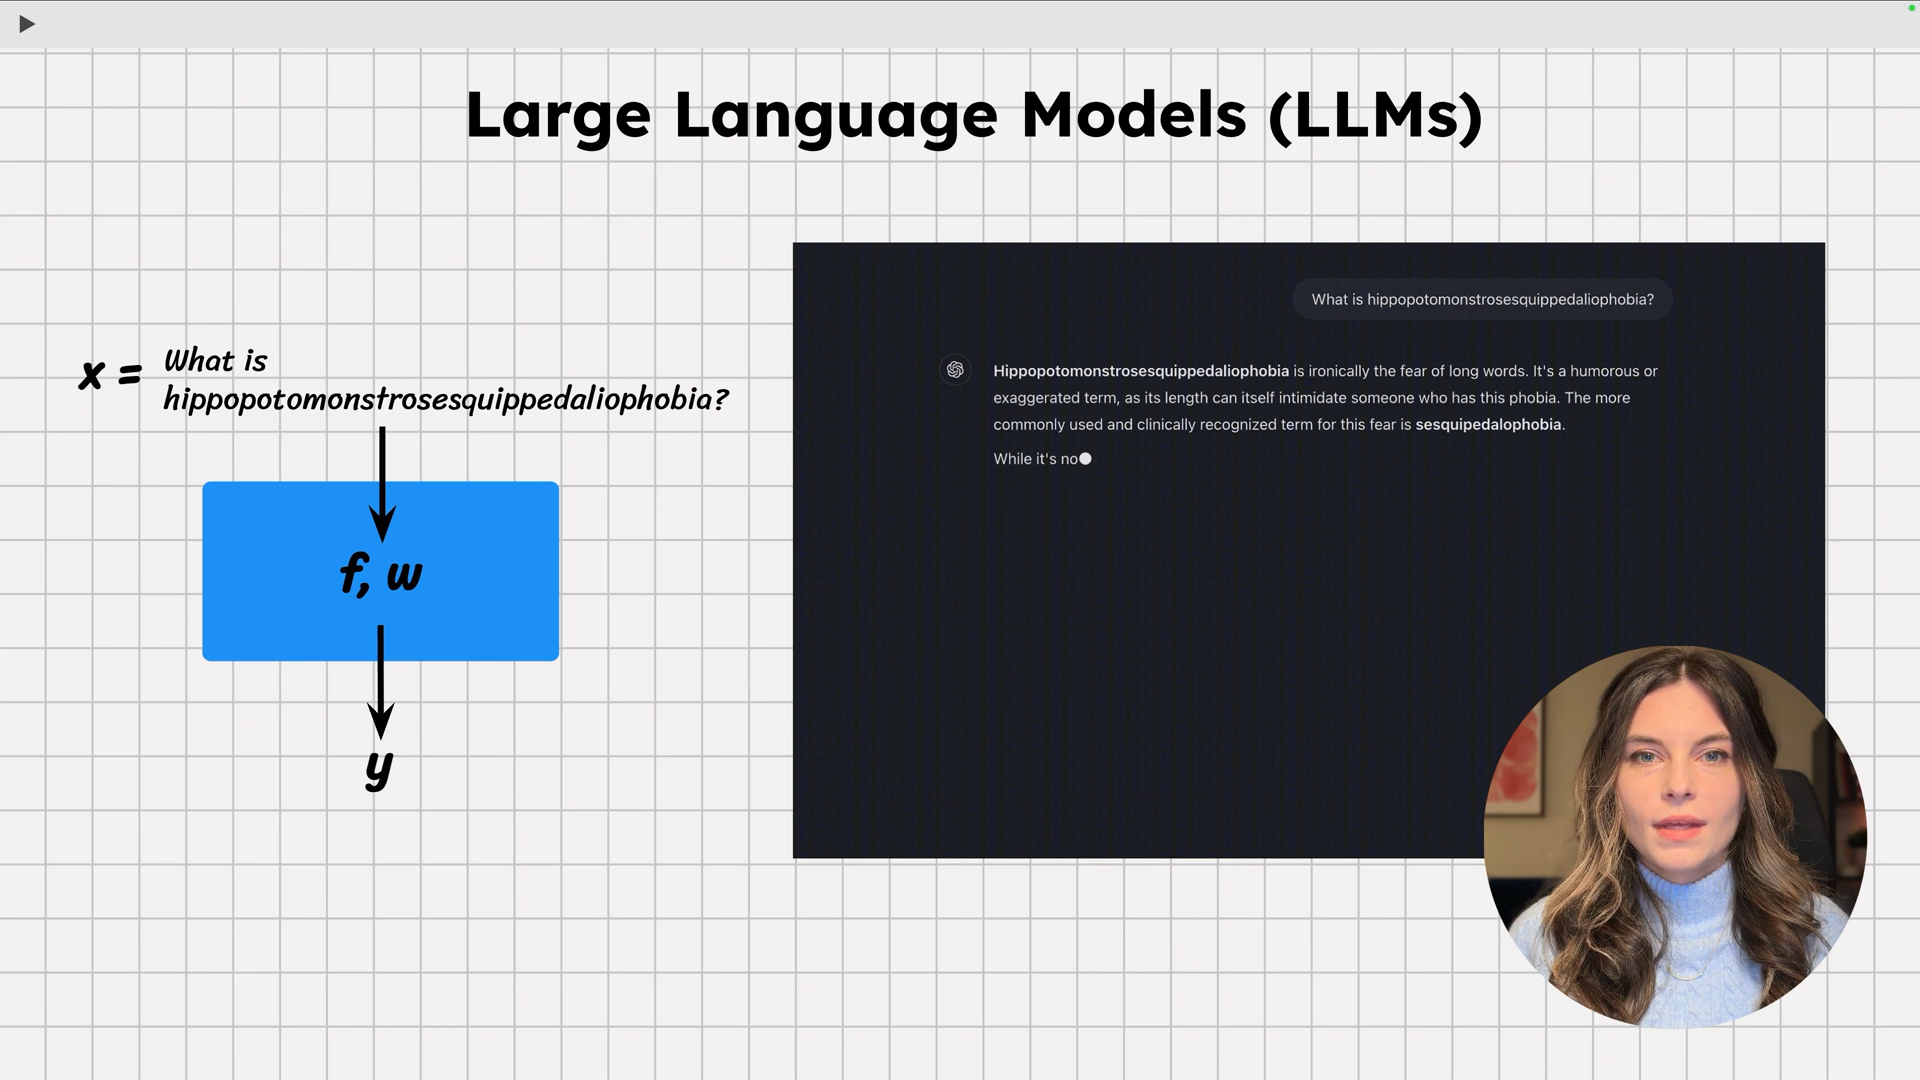 Large Language Models (LLMs)
x = What is
hippopotomonstrosesquippedaliophobia?
f, w
y
What is hippopotomonstrosesquippedaliophobia?
Hippopotomonstrosesquippedaliophobia is ironically the fear of long words. It's a humorous or
exaggerated term, as its length can itself intimidate someone who has this phobia. The more
commonly used and clinically recognized term for this fear is sesquipedalophobia.
While it's no